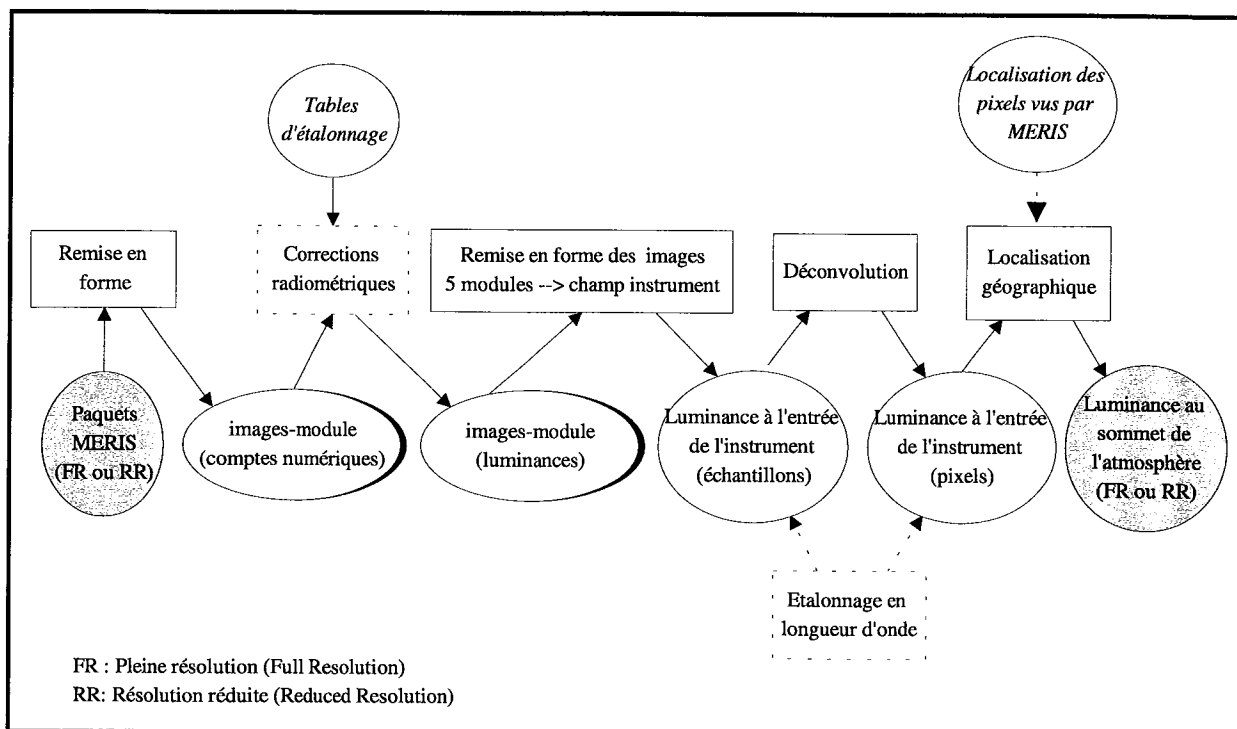 Tables
d'étalonnage
Localisation des
pixels vus par
MERIS
Remise en
forme
Corrections
radiométriques
Remise en forme des images
5 modules --> champ instrument
Déconvolution
Localisation
géographique
Paquets
MERIS
(FR ou RR)
images-module
(comptes numériques)
images-module
(luminances)
Luminance à l'entrée
de l'instrument
(échantillons)
Luminance à l'entrée
de l'instrument
(pixels)
Luminance au
sommet de
l'atmosphère
(FR ou RR)
Etalonnage en
longueur d'onde
FR : Pleine résolution (Full Resolution)
RR: Résolution réduite (Reduced Resolution)